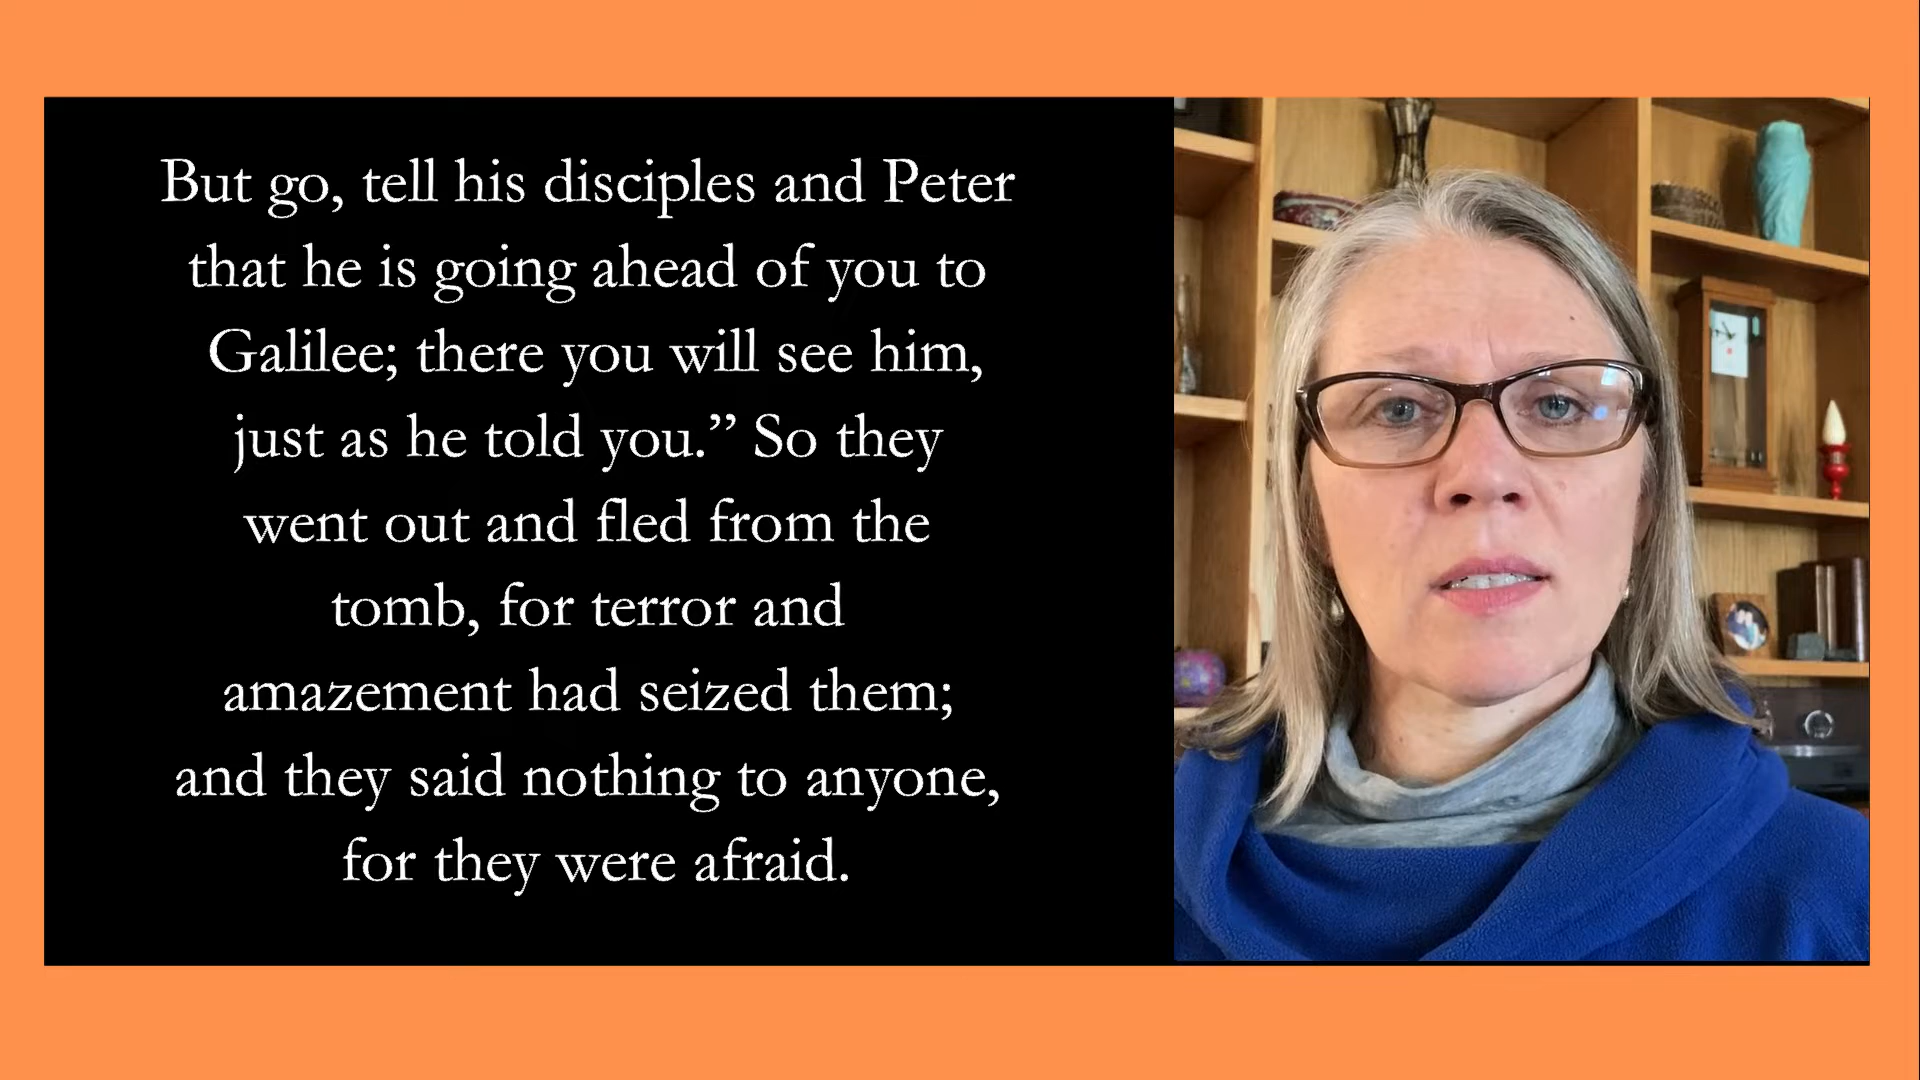 But go, tell his disciples and Peter
that he is going ahead of you to
Galilee; there you will see him,
just as he told you.” So they
went out and fled from the
tomb, for terror and
amazement had seized them;
and they said nothing to anyone,
for they were afraid.